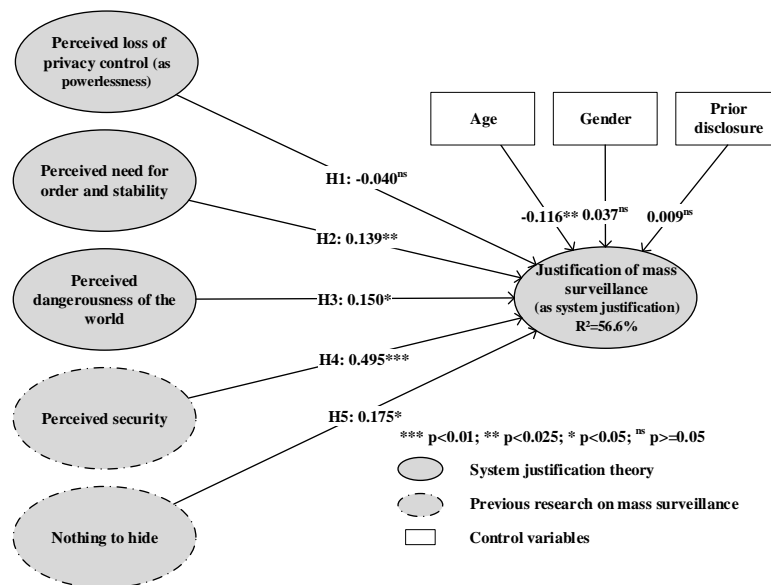 Perceived loss of
privacy control (as
powerlessness)
Perceived need for
order and stability
Perceived
dangerousness of the
world
Perceived security
Nothing to hide
Age
Gender
Prior
disclosure
H1: -0.040ns
H2: 0.139**
H3: 0.150*
H4: 0.495***
H5: 0.175*
-0.116**
0.037ns
0.009ns
Justification of mass
surveillance
(as system justification)
R²=56.6%
*** p<0.01; ** p<0.025; * p<0.05; ns p>=0.05
System justification theory
Previous research on mass surveillance
Control variables